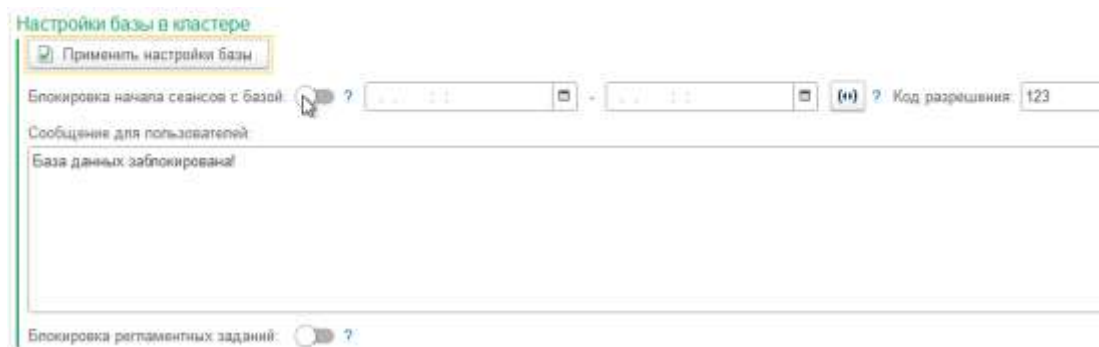 Настройки базы в кластере
Применить настройки базы
Блокировка начала сеансов с базой: ? . . : : - . . : : ? Код разрешения: 123
Сообщение для пользователей:
База данных заблокирована!
Блокировка регламентных заданий: ?